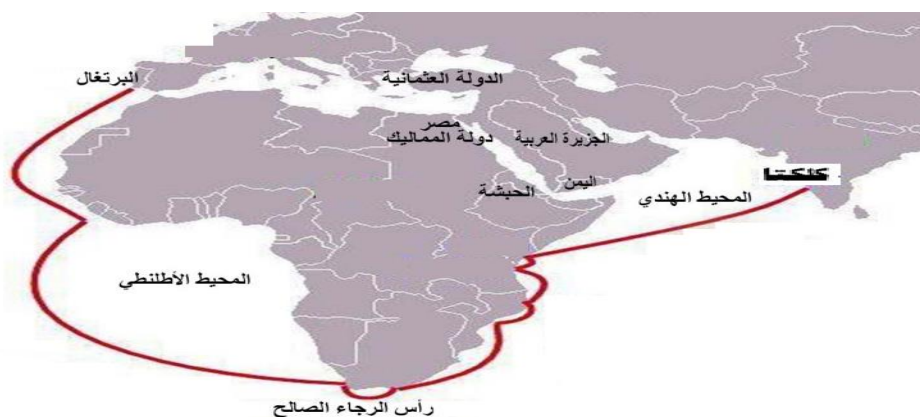 البرتغال
الدولة العثمانية
مصر
دولة المماليك
الجزيرة العربية
اليمن
الحبشة
كلكتا
المحيط الهندي
المحيط الأطلنطي
رأس الرجاء الصالح